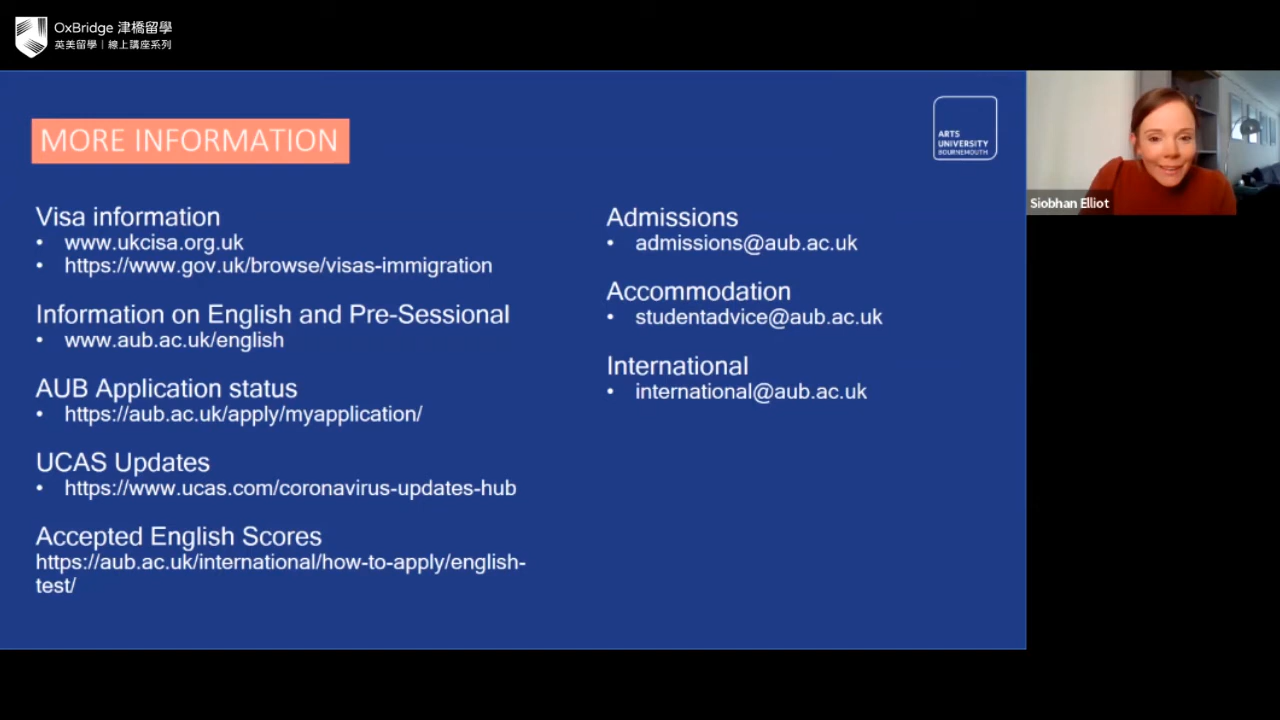 OxBridge 津橋留學
英美留學 | 線上講座系列
MORE INFORMATION
ARTS
UNIVERSITY
BOURNEMOUTH
Siobhan Elliot
Visa information
• www.ukcisa.org.uk
• https://www.gov.uk/browse/visas-immigration
Information on English and Pre-Sessional
• www.aub.ac.uk/english
AUB Application status
• https://aub.ac.uk/apply/myapplication/
UCAS Updates
• https://www.ucas.com/coronavirus-updates-hub
Accepted English Scores
https://aub.ac.uk/international/how-to-apply/english-
test/
Admissions
• admissions@aub.ac.uk
Accommodation
• studentadvice@aub.ac.uk
International
• international@aub.ac.uk